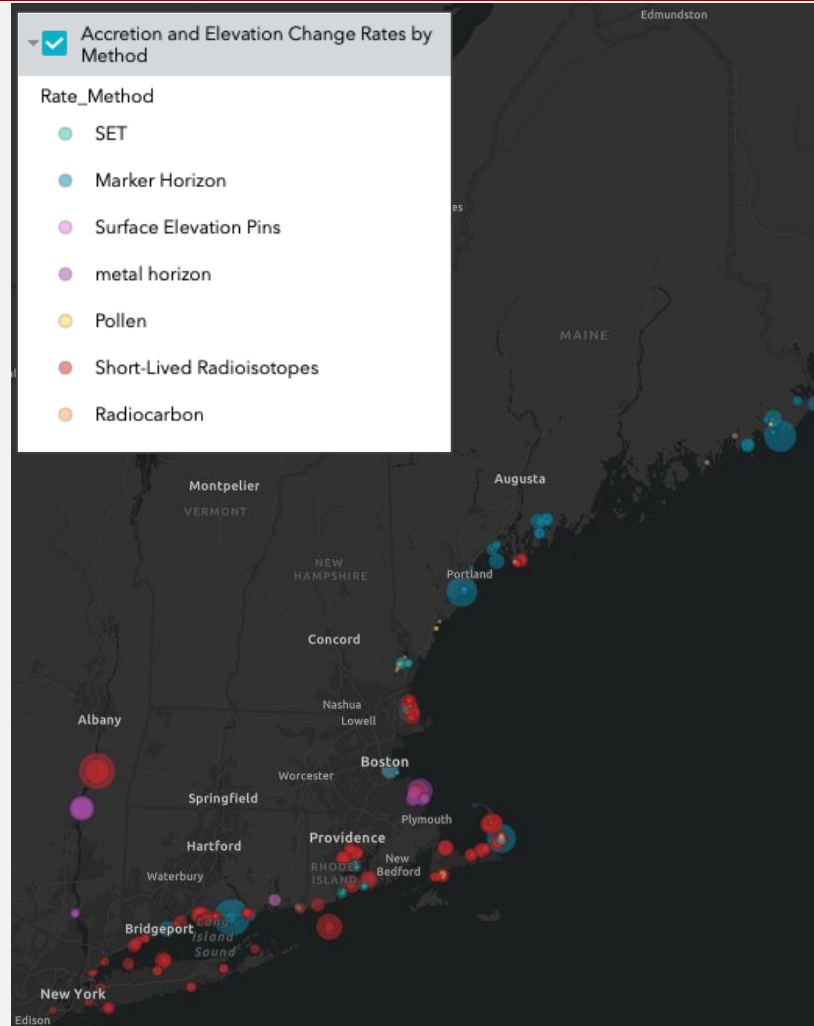 Edmundston
Accretion and Elevation Change Rates by
Method
Rate_Method
SET
Marker Horizon
es
Surface Elevation Pins
metal horizon
Pollen
MAINE
Short-Lived Radioisotopes
Radiocarbon
Augusta
Montpelier
VERMONT
NEW
HAMPSHIRE
Portland
Concord
Nashua
Lowell
Albany
Boston
Worcester
Springfield
Plymouth
Providence
Hartford
New
Bedford
RHODE
ISLAND
Waterbury
Bridgeport
Long
Island
Sound
New York
Edison